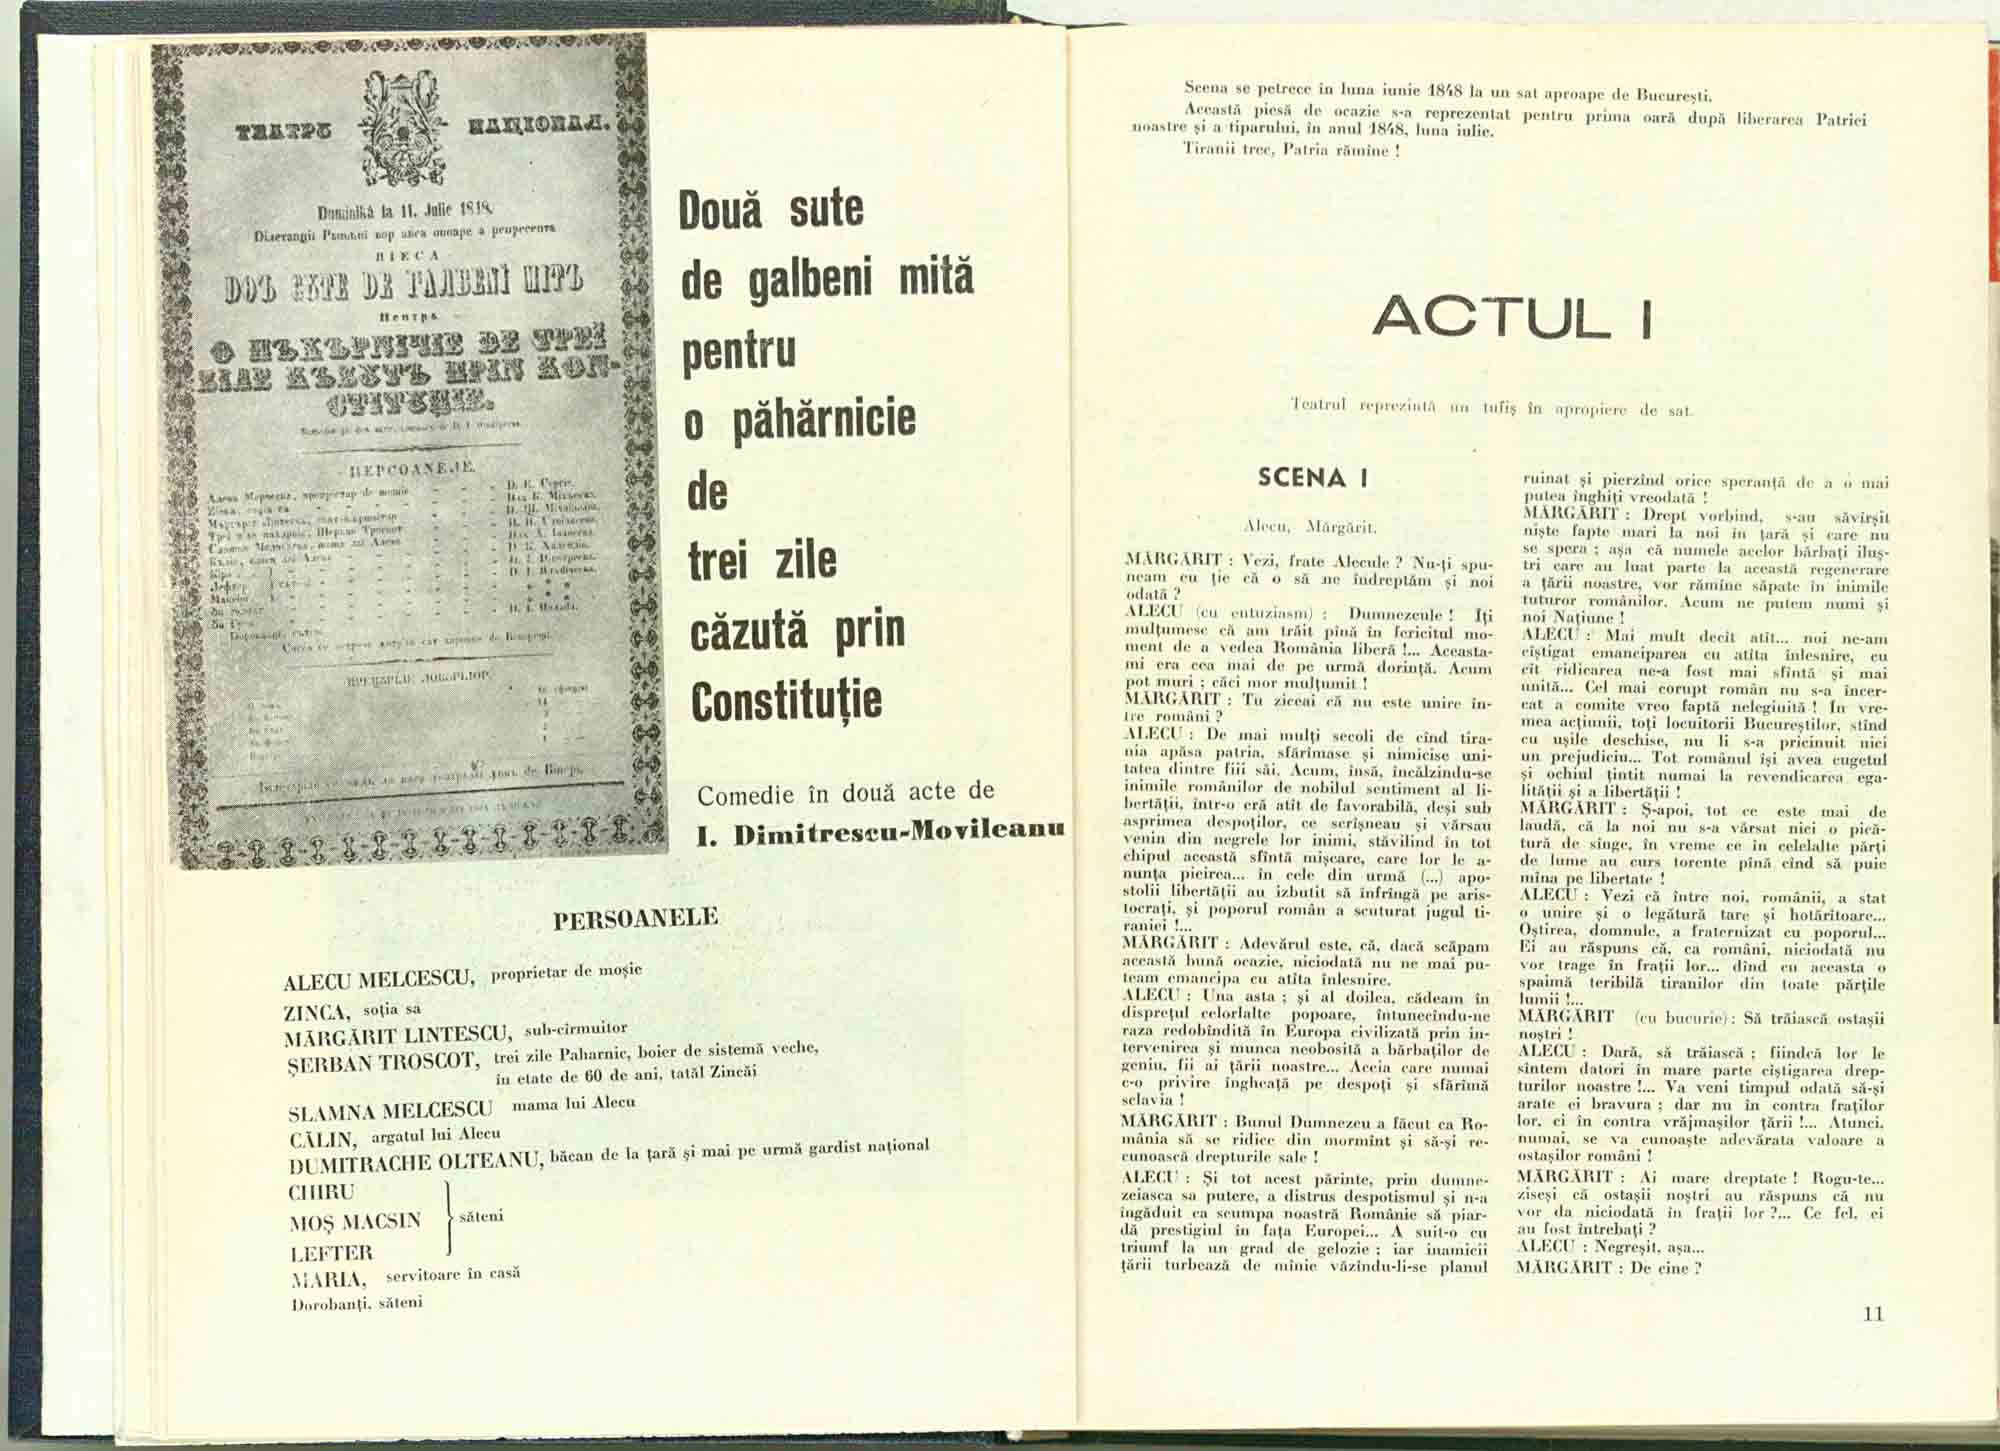 ТЕАТРЪ НАЦІОНАЛ.
Duminikă la 11. Julie 1848.
ПІЕСА
DOЪ SЪTE DE ГАЛБЕNІ MITЪ
Пентрѣ
О ПЪХЪРNIЧIE DE TPEI
ZILE KЪZЪTЪ ПРІN KON-
СТІТЪЦІЕ.
ПЕРСОАNЕЛЕ.
Două sute
de galbeni mită
pentru
o păhărnicie
de
trei zile
căzută prin
Constituție
Comedie în două acte de
I. Dimitrescu-Movileanu
PERSOANELE
ALECU MELCESCU, proprietar de moșie
ZINCA, soția sa
MĂRGĂRIT LINTESCU, sub-cîrmuitor
ȘERBAN TROSCOT, trei zile Paharnic, boier de sistemă veche,
în etate de 60 de ani, tatăl Zincăi
SLAMNA MELCESCU mama lui Alecu
CĂLIN, argatul lui Alecu
DUMITRACHE OLTEANU, băcan de la țară și mai pe urmă gardist național
CHIRU
MOȘ MACSIN
LEFTER
săteni
MARIA, servitoare în casă
Dorobanți, săteni
Scena se petrece în luna iunie 1848 la un sat aproape de București.
Această piesă de ocazie s-a reprezentat pentru prima oară după liberarea Patriei
noastre și a tiparului, în anul 1848, luna iulie.
Tiranii trec, Patria rămîne !
ACTUL I
Teatrul reprezintă un tufiș în apropiere de sat.
SCENA I
Alecu, Mărgărit.
MĂRGĂRIT : Vezi, frate Alecule ? Nu-ți spu-
neam eu ție că o să ne îndreptăm și noi
odată ?
ALECU (cu entuziasm) : Dumnezeule ! Îți
mulțumesc că am trăit pînă în fericitul mo-
ment de a vedea România liberă !... Aceasta-
mi era cea mai de pe urmă dorință. Acum
pot muri ; căci mor mulțumit !
MĂRGĂRIT : Tu ziceai că nu este unire în-
tre români ?
ALECU : De mai mulți secoli de cînd tira-
nia apăsa patria, sfărîmase și nimicise uni-
tatea dintre fiii săi. Acum, însă, încălzindu-se
inimile românilor de nobilul sentiment al li-
bertății, într-o eră atît de favorabilă, deși sub
asprimea despoților, ce scrîșneau și vărsau
venin din negrele lor inimi, stăvilind în tot
chipul această sfîntă mișcare, care lor le a-
nunța pieirea... în cele din urmă (...) apo-
stolii libertății au izbutit să înfrîngă pe aris-
tocrați, și poporul român a scuturat jugul ti-
raniei !...
MĂRGĂRIT : Adevărul este, că, dacă scăpam
această bună ocazie, niciodată nu ne mai pu-
team emancipa cu atîta înlesnire.
ALECU : Una asta ; și al doilea, cădeam în
disprețul celorlalte popoare, întunecîndu-ne
raza redobîndită în Europa civilizată prin in-
tervenirea și munca neobosită a bărbaților de
geniu, fii ai țării noastre... Aceia care numai
c-o privire îngheață pe despoți și sfărîmă
sclavia !
MĂRGĂRIT : Bunul Dumnezeu a făcut ca Ro-
mânia să se ridice din mormînt și să-și re-
cunoască drepturile sale !
ALECU : Și tot acest părinte, prin dumne-
zeiasca sa putere, a distrus despotismul și n-a
îngăduit ca scumpa noastră Românie să piar-
dă prestigiul în fața Europei... A suit-o cu
triumf la un grad de gelozie ; iar inamicii
țării turbează de mînie văzîndu-li-se planul
ruinat și pierzînd orice speranță de a o mai
putea înghiți vreodată !
MĂRGĂRIT : Drept vorbind, s-au săvîrșit
niște fapte mari la noi în țară și care nu
se spera ; așa că numele acelor bărbați iluș-
tri care au luat parte la această regenerare
a țării noastre, vor rămîne săpate în inimile
tuturor românilor. Acum ne putem numi și
noi Națiune !
ALECU : Mai mult decît atît... noi ne-am
cîștigat emanciparea cu atîta înlesnire, cu
cît ridicarea ne-a fost mai sfîntă și mai
unită... Cel mai corupt român nu s-a încer-
cat a comite vreo faptă nelegiuită ! În vre-
mea acțiunii, toți locuitorii Bucureștilor, stînd
cu ușile deschise, nu li s-a pricinuit nici
un prejudiciu... Tot românul își avea cugetul
și ochiul țintit numai la revendicarea ega-
lității și a libertății !
MĂRGĂRIT : Ș-apoi, tot ce este mai de
laudă, că la noi nu s-a vărsat nici o pică-
tură de sînge, în vreme ce în celelalte părți
de lume au curs torente pînă cînd să puie
mîna pe libertate !
ALECU : Vezi că între noi, românii, a stat
o unire și o legătură tare și hotărîtoare...
Oștirea, domnule, a fraternizat cu poporul...
Ei au răspuns că, ca români, niciodată nu
vor trage în frații lor... dînd cu aceasta o
spaimă teribilă tiranilor din toate părțile
lumii !...
MĂRGĂRIT (cu bucurie) : Să trăiască ostașii
noștri !
ALECU : Dară, să trăiască ; fiindcă lor le
sîntem datori în mare parte cîștigarea drep-
turilor noastre !... Va veni timpul odată să-și
arate ei bravura ; dar nu în contra fraților
lor, ci în contra vrăjmașilor țării !... Atunci,
numai, se va cunoaște adevărata valoare a
ostașilor români !
MĂRGĂRIT : Ai mare dreptate ! Rogu-te...
ziseși că ostașii noștri au răspuns că nu
vor da niciodată în frații lor ?... Ce fel, ei
au fost întrebați ?
ALECU : Negreșit, așa...
MĂRGĂRIT : De cine ?
11